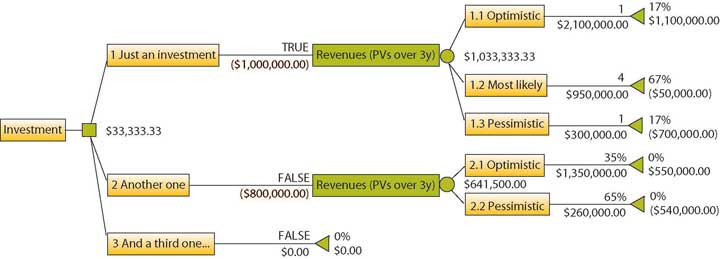 1.1 Optimistic
1
$2,100,000.00
17%
$1,100,000.00
1 Just an investment
TRUE
($1,000,000.00)
Revenues (PVs over 3y)
$1,033,333.33
1.2 Most likely
4
$950,000.00
67%
($50,000.00)
1.3 Pessimistic
1
$300,000.00
17%
($700,000.00)
Investment
$33,333.33
2 Another one
FALSE
($800,000.00)
Revenues (PVs over 3y)
$641,500.00
2.1 Optimistic
35%
$1,350,000.00
0%
$550,000.00
2.2 Pessimistic
65%
$260,000.00
0%
($540,000.00)
3 And a third one...
FALSE
$0.00
0%
$0.00